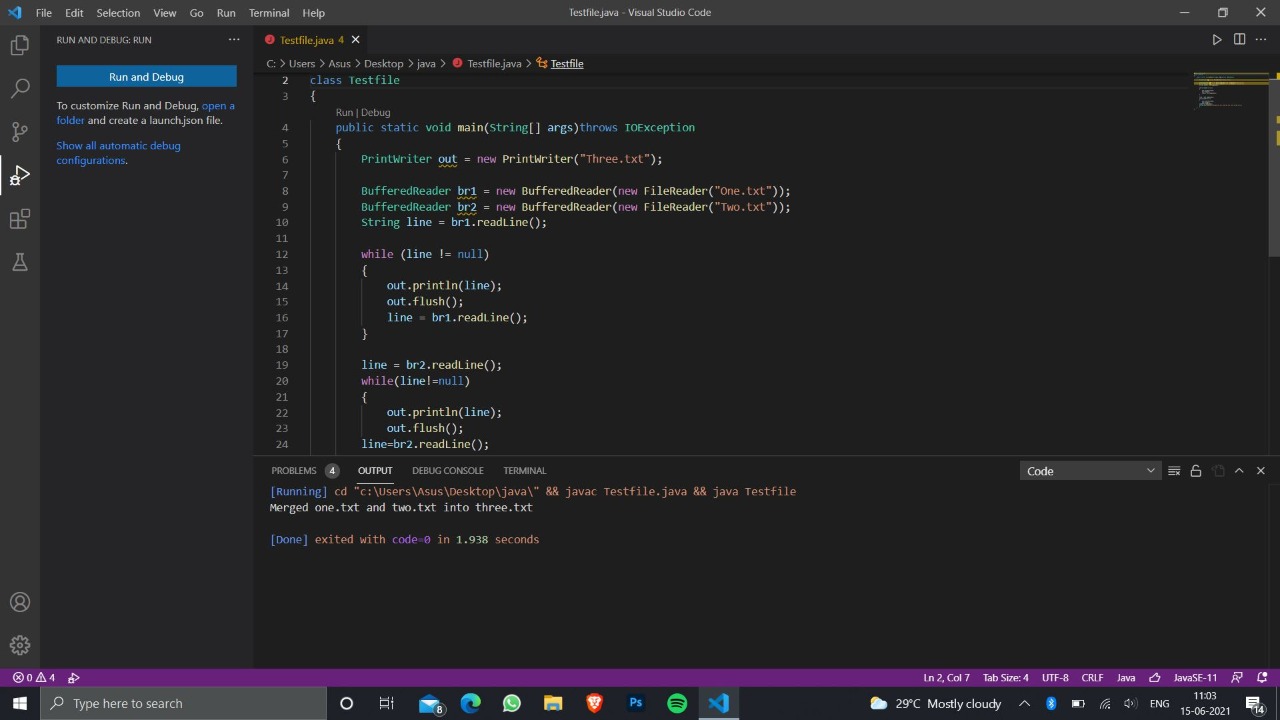 File Edit Selection View Go Run Terminal Help
Testfile.java - Visual Studio Code
RUN AND DEBUG: RUN
Run and Debug
To customize Run and Debug, open a
folder and create a launch.json file.
Show all automatic debug
configurations.
Testfile.java 4
C: > Users > Asus > Desktop > java > Testfile.java > Testfile
2 class Testfile
3 {
Run | Debug
4 public static void main(String[] args)throws IOException
5 {
6 PrintWriter out = new PrintWriter("Three.txt");
7
8 BufferedReader br1 = new BufferedReader(new FileReader("One.txt"));
9 BufferedReader br2 = new BufferedReader(new FileReader("Two.txt"));
10 String line = br1.readLine();
11
12 while (line != null)
13 {
14 out.println(line);
15 out.flush();
16 line = br1.readLine();
17 }
18
19 line = br2.readLine();
20 while(line!=null)
21 {
22 out.println(line);
23 out.flush();
24 line=br2.readLine();
PROBLEMS 4 OUTPUT DEBUG CONSOLE TERMINAL
Code
[Running] cd "c:\Users\Asus\Desktop\java\" && javac Testfile.java && java Testfile
Merged one.txt and two.txt into three.txt
[Done] exited with code=0 in 1.938 seconds
0 4
Ln 2, Col 7 Tab Size: 4 UTF-8 CRLF Java JavaSE-11
Type here to search
8
Ps
29°C Mostly cloudy
ENG
11:03
15-06-2021
14